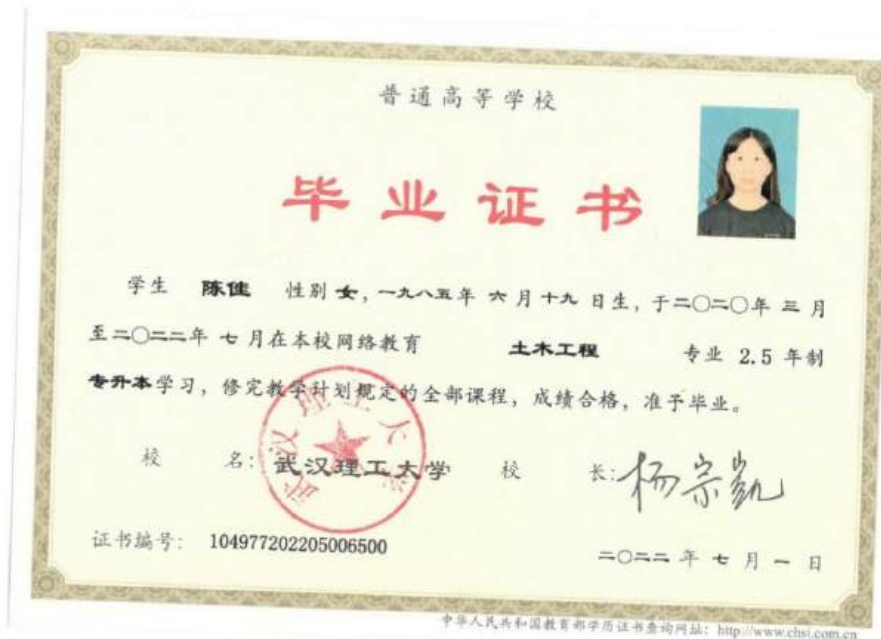 普通高等学校
毕业证书
学生 陈佳 性别 女，一九八五年 六 月 十九 日生，于二〇二〇年 三 月
至二〇二二年 七 月在本校网络教育 土木工程 专业 2.5 年制
专升本学习，修完教学计划规定的全部课程，成绩合格，准予毕业。
校 名：武汉理工大学 校 长：杨宗凯
武汉理工大学
证书编号： 104977202205006500
二〇二二 年 七 月 一 日
中华人民共和国教育部学历证书查询网址：http://www.chsi.com.cn